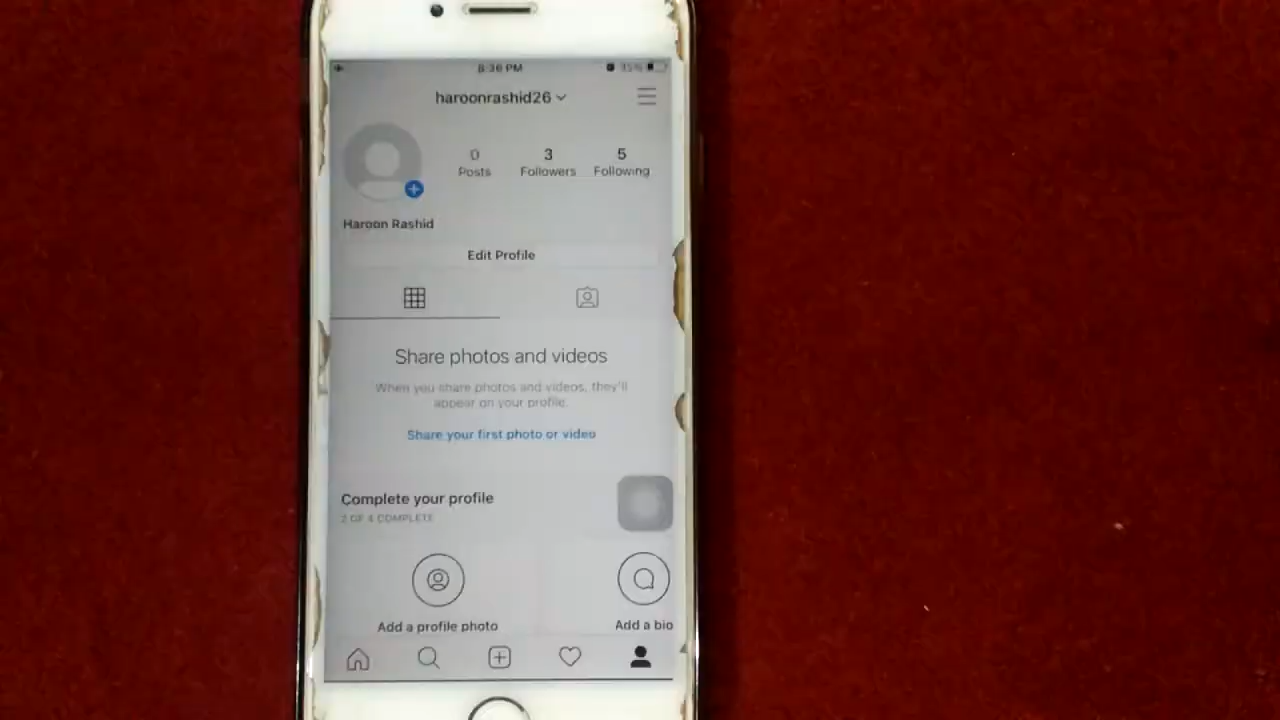 8:36 PM
35%
haroonrashid26
0
3
5
Posts
Followers
Following
Haroon Rashid
Edit Profile
Share photos and videos
When you share photos and videos, they'll
appear on your profile.
Share your first photo or video
Complete your profile
2 OF 4 COMPLETE
Add a profile photo
Add a bio